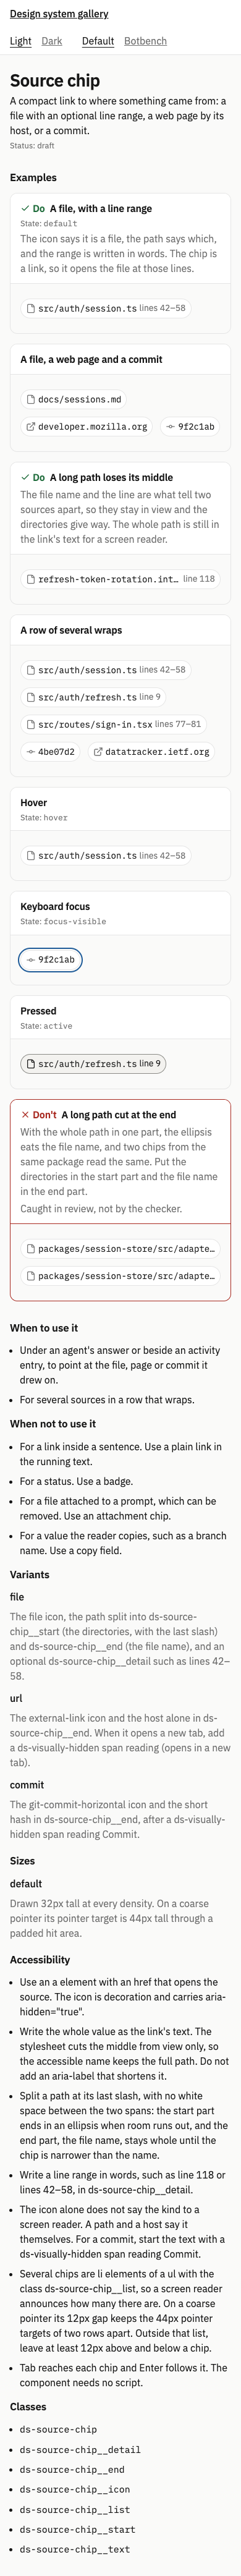 Design system gallery
Light Dark Default Botbench
Source chip
A compact link to where something came from: a
file with an optional line range, a web page by its
host, or a commit.
Status: draft
Examples
Do A file, with a line range
State: default
The icon says it is a file, the path says which,
and the range is written in words. The chip is
a link, so it opens the file at those lines.
src/auth/session.ts lines 42–58
A file, a web page and a commit
docs/sessions.md
developer.mozilla.org 9f2c1ab
Do A long path loses its middle
The file name and the line are what tell two
sources apart, so they stay in view and the
directories give way. The whole path is still in
the link's text for a screen reader.
refresh-token-rotation.int… line 118
A row of several wraps
src/auth/session.ts lines 42–58
src/auth/refresh.ts line 9
src/routes/sign-in.tsx lines 77–81
4be07d2 datatracker.ietf.org
Hover
State: hover
src/auth/session.ts lines 42–58
Keyboard focus
State: focus-visible
9f2c1ab
Pressed
State: active
src/auth/refresh.ts line 9
Don't A long path cut at the end
With the whole path in one part, the ellipsis
eats the file name, and two chips from the
same package read the same. Put the
directories in the start part and the file name
in the end part.
Caught in review, not by the checker.
packages/session-store/src/adapte…
packages/session-store/src/adapte…
When to use it
• Under an agent's answer or beside an activity
entry, to point at the file, page or commit it
drew on.
• For several sources in a row that wraps.
When not to use it
• For a link inside a sentence. Use a plain link in
the running text.
• For a status. Use a badge.
• For a file attached to a prompt, which can be
removed. Use an attachment chip.
• For a value the reader copies, such as a branch
name. Use a copy field.
Variants
file
The file icon, the path split into ds-source-
chip__start (the directories, with the last slash)
and ds-source-chip__end (the file name), and an
optional ds-source-chip__detail such as lines 42–
58.
url
The external-link icon and the host alone in ds-
source-chip__end. When it opens a new tab, add
a ds-visually-hidden span reading (opens in a new
tab).
commit
The git-commit-horizontal icon and the short
hash in ds-source-chip__end, after a ds-visually-
hidden span reading Commit.
Sizes
default
Drawn 32px tall at every density. On a coarse
pointer its pointer target is 44px tall through a
padded hit area.
Accessibility
• Use an a element with an href that opens the
source. The icon is decoration and carries aria-
hidden="true".
• Write the whole value as the link's text. The
stylesheet cuts the middle from view only, so
the accessible name keeps the full path. Do not
add an aria-label that shortens it.
• Split a path at its last slash, with no white
space between the two spans: the start part
ends in an ellipsis when room runs out, and the
end part, the file name, stays whole until the
chip is narrower than the name.
• Write a line range in words, such as line 118 or
lines 42–58, in ds-source-chip__detail.
• The icon alone does not say the kind to a
screen reader. A path and a host say it
themselves. For a commit, start the text with a
ds-visually-hidden span reading Commit.
• Several chips are li elements of a ul with the
class ds-source-chip__list, so a screen reader
announces how many there are. On a coarse
pointer its 12px gap keeps the 44px pointer
targets of two rows apart. Outside that list,
leave at least 12px above and below a chip.
• Tab reaches each chip and Enter follows it. The
component needs no script.
Classes
• ds-source-chip
• ds-source-chip__detail
• ds-source-chip__end
• ds-source-chip__icon
• ds-source-chip__list
• ds-source-chip__start
• ds-source-chip__text